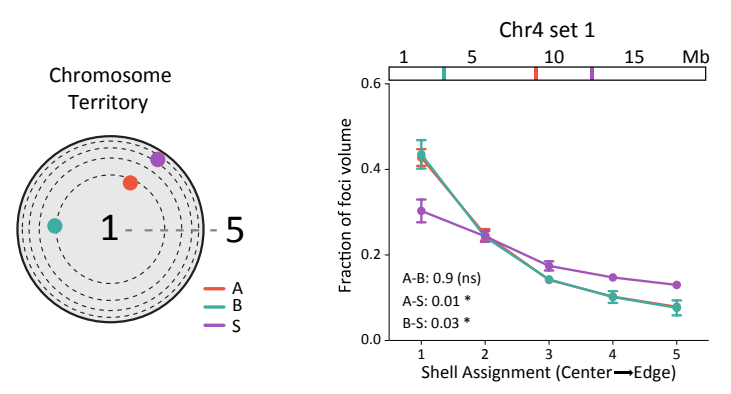 Chromosome
Territory
1
5
A
B
S
Chr4 set 1
1 5 10 15 Mb
Fraction of foci volume
0.6
0.4
0.2
0.0
A-B: 0.9 (ns)
A-S: 0.01 *
B-S: 0.03 *
1 2 3 4 5
Shell Assignment (Center→Edge)